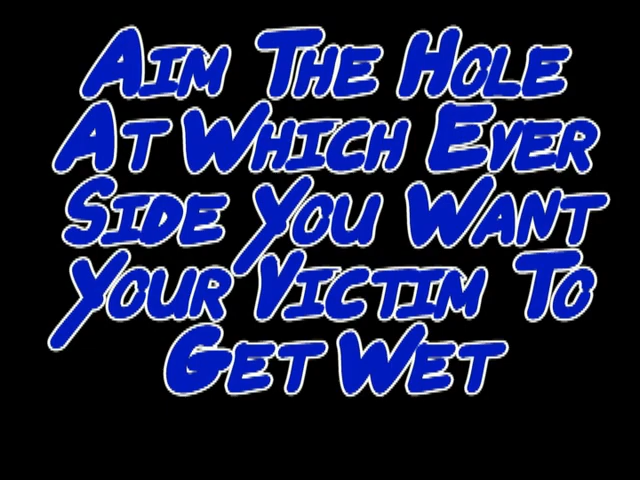 Aim The Hole
At Which Ever
Side You Want
Your Victim To
Get Wet